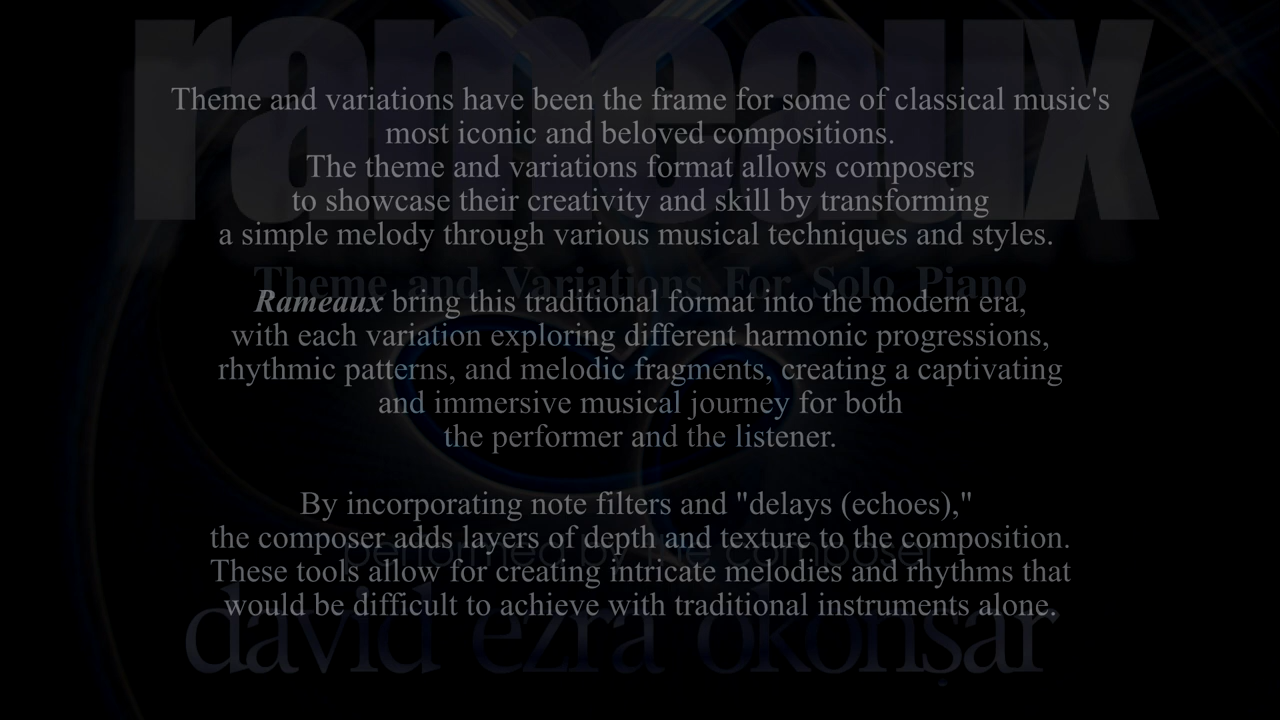 rameaux
Theme and variations have been the frame for some of classical music's
most iconic and beloved compositions.
The theme and variations format allows composers
to showcase their creativity and skill by transforming
a simple melody through various musical techniques and styles.
Theme and Variations For Solo Piano
Rameaux bring this traditional format into the modern era,
with each variation exploring different harmonic progressions,
rhythmic patterns, and melodic fragments, creating a captivating
and immersive musical journey for both
the performer and the listener.
By incorporating note filters and "delays (echoes),"
the composer adds layers of depth and texture to the composition.
performed by the composer
These tools allow for creating intricate melodies and rhythms that
would be difficult to achieve with traditional instruments alone.
david ezra okonşar